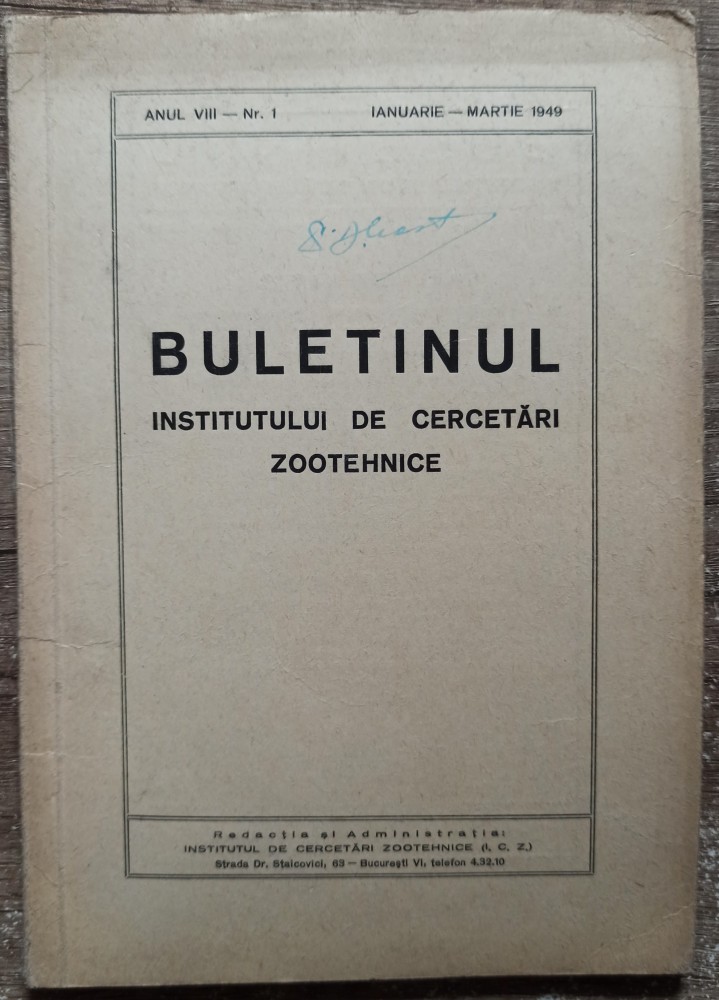 ANUL VIII — Nr. 1 IANUARIE — MARTIE 1949
BULETINUL
INSTITUTULUI DE CERCETĂRI
ZOOTEHNICE
Redacția și Administrația:
INSTITUTUL DE CERCETĂRI ZOOTEHNICE (I. C. Z.)
Strada Dr. Staicovici, 63 — București VI, telefon 4.32.10